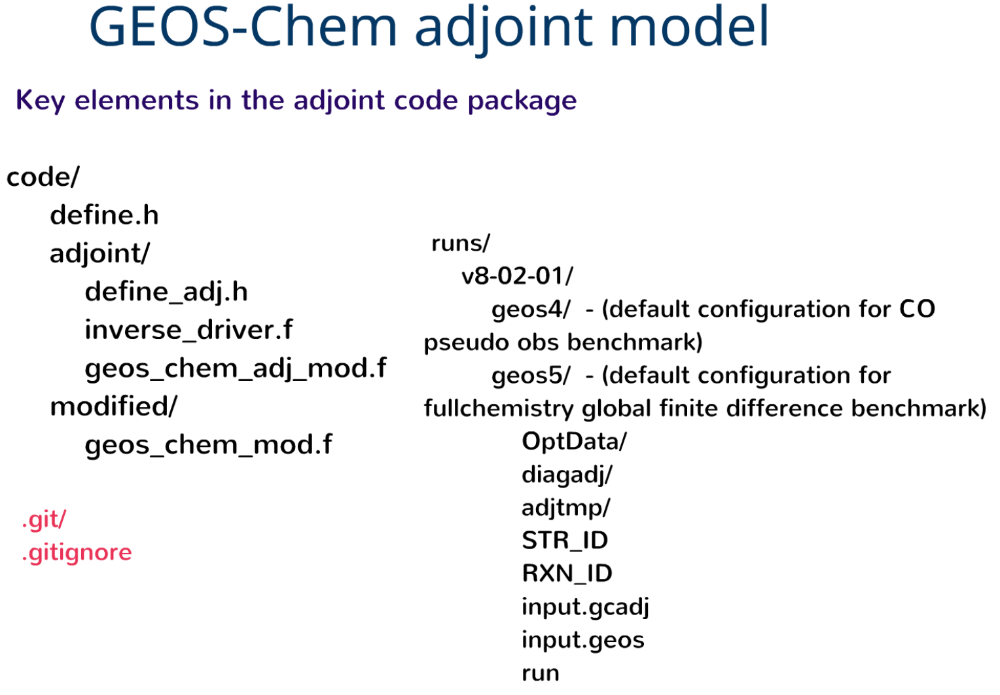 GEOS-Chem adjoint model
Key elements in the adjoint code package
code/
define.h
adjoint/
define_adj.h
inverse_driver.f
geos_chem_adj_mod.f
modified/
geos_chem_mod.f
.git/
.gitignore
runs/
v8-02-01/
geos4/ - (default configuration for CO
pseudo obs benchmark)
geos5/ - (default configuration for
fullchemistry global finite difference benchmark)
OptData/
diagadj/
adjtmp/
STR_ID
RXN_ID
input.gcadj
input.geos
run